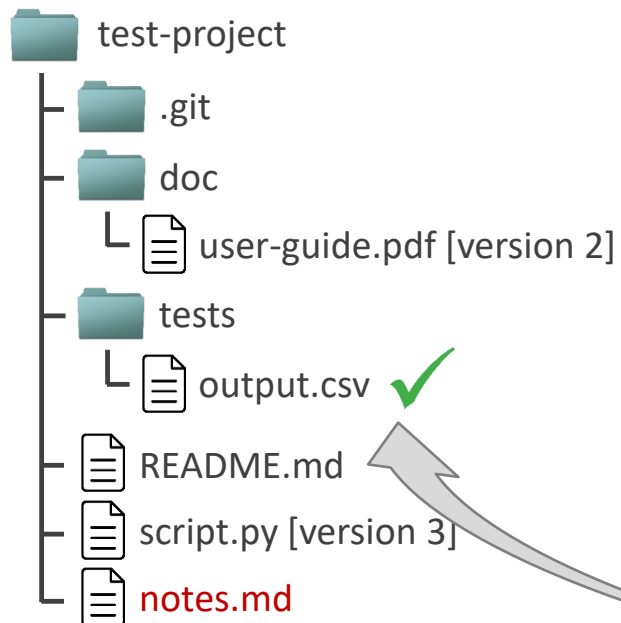 test-project
.git
doc
user-guide.pdf [version 2]
tests
output.csv
README.md
script.py [version 3]
notes.md